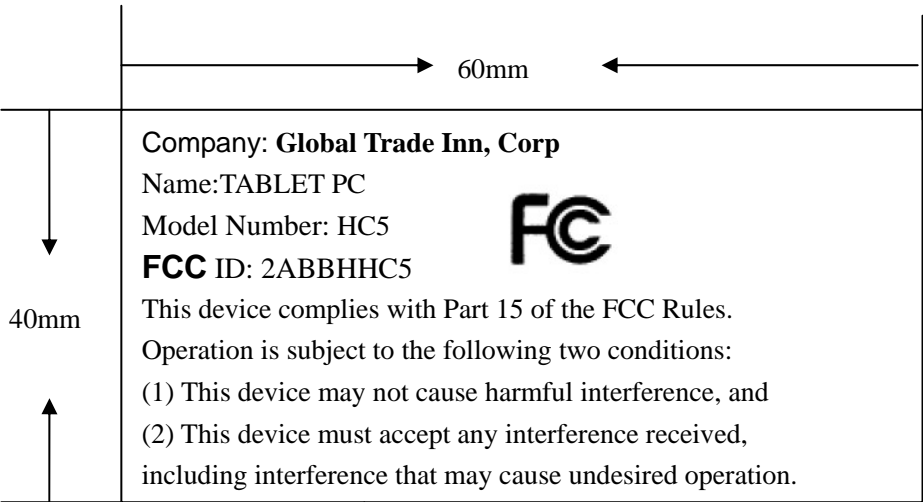 60mm
Company: Global Trade Inn, Corp
Name:TABLET PC
Model Number: HC5
FC
FCC ID: 2ABBHHC5
This device complies with Part 15 of the FCC Rules.
40mm
Operation is subject to the following two conditions:
(1) This device may not cause harmful interference, and
(2) This device must accept any interference received,
including interference that may cause undesired operation.